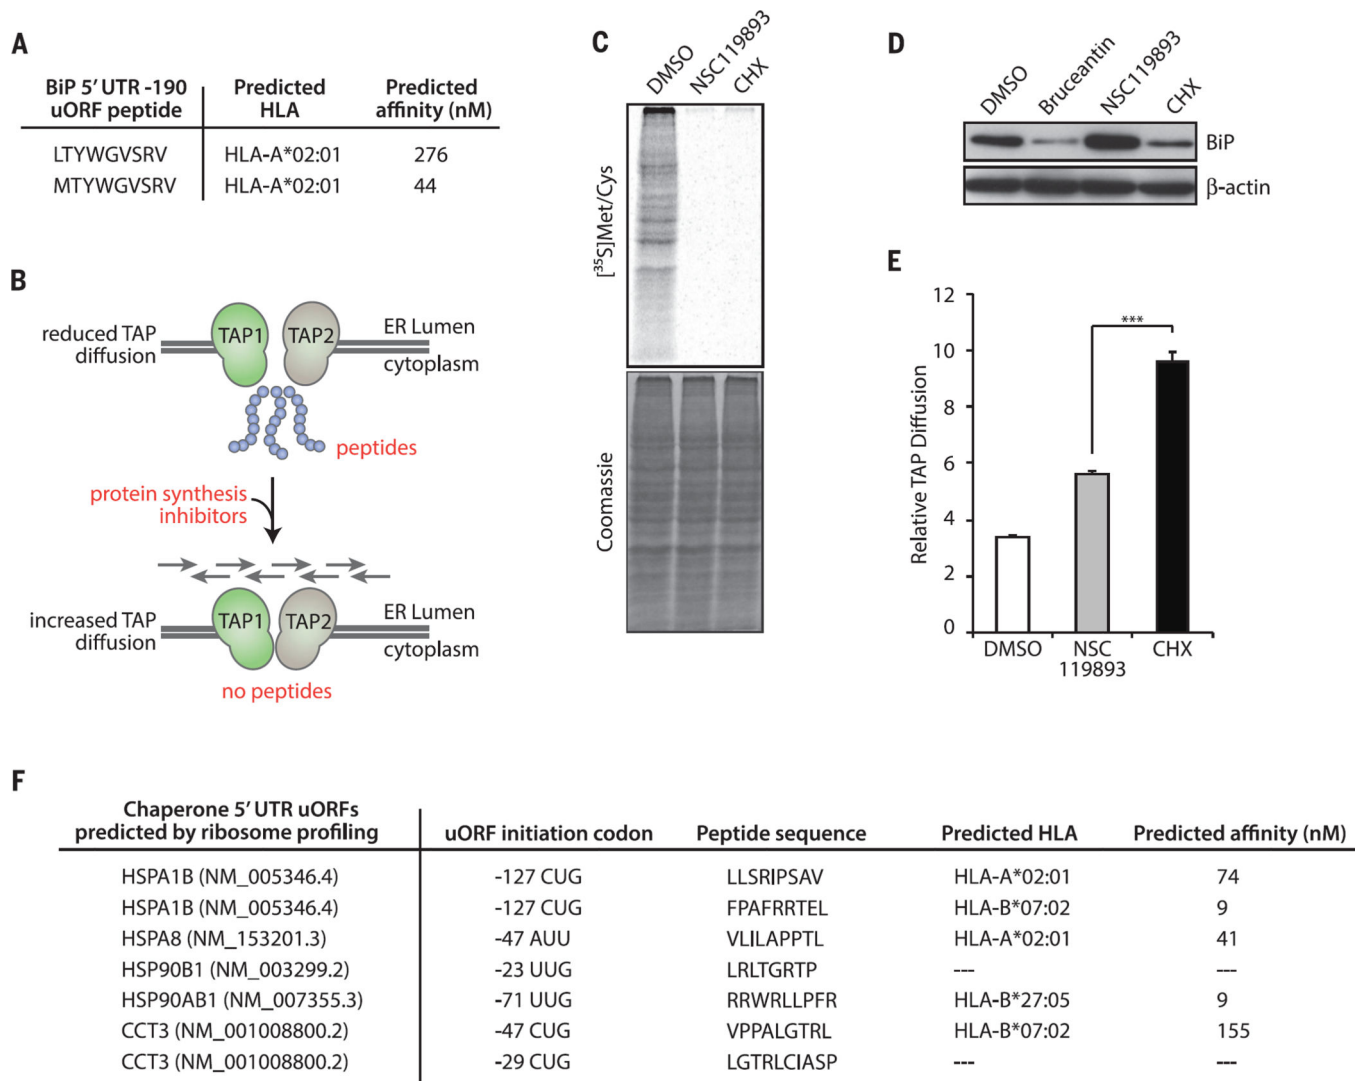 A
BiP 5′ UTR -190
uORF peptide
Predicted
HLA
Predicted
affinity (nM)
LTYWGVSRV HLA-A*02:01 276
MTYWGVSRV HLA-A*02:01 44
B
reduced TAP
diffusion
TAP1
TAP2
ER Lumen
cytoplasm
peptides
protein synthesis
inhibitors
increased TAP
diffusion
TAP1
TAP2
ER Lumen
cytoplasm
no peptides
C
DMSO
NSC119893
CHX
[³⁵S]Met/Cys
Coomassie
D
DMSO
Bruceantin
NSC119893
CHX
BiP
β-actin
E
Relative TAP Diffusion
12
10
8
6
4
2
0
***
DMSO
NSC
119893
CHX
F
Chaperone 5′ UTR uORFs
predicted by ribosome profiling
uORF initiation codon Peptide sequence Predicted HLA Predicted affinity (nM)
HSPA1B (NM_005346.4) -127 CUG LLSRIPSAV HLA-A*02:01 74
HSPA1B (NM_005346.4) -127 CUG FPAFRRTEL HLA-B*07:02 9
HSPA8 (NM_153201.3) -47 AUU VLILAPPTL HLA-A*02:01 41
HSP90B1 (NM_003299.2) -23 UUG LRLTGRTP --- ---
HSP90AB1 (NM_007355.3) -71 UUG RRWRLLPFR HLA-B*27:05 9
CCT3 (NM_001008800.2) -47 CUG VPPALGTRL HLA-B*07:02 155
CCT3 (NM_001008800.2) -29 CUG LGTRLCIASP --- ---